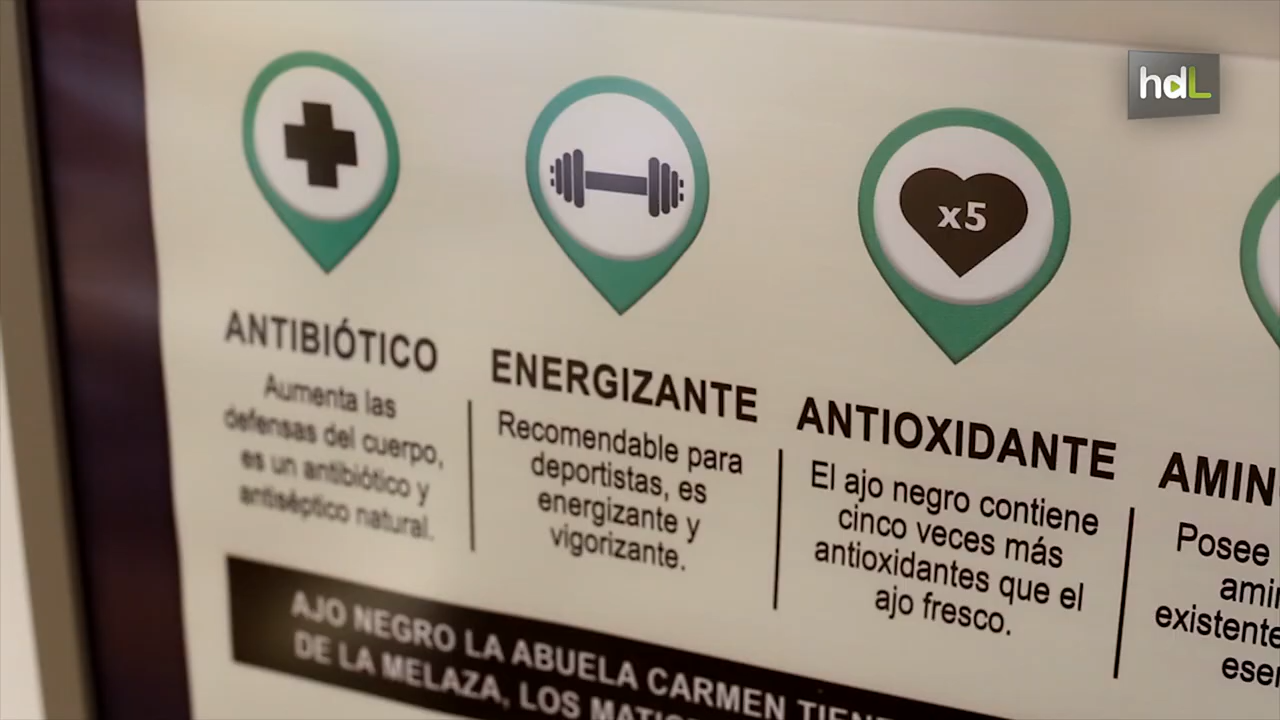 hdL
x5
ANTIBIÓTICO
Aumenta las
defensas del cuerpo,
es un antibiótico y
antiséptico natural.
ENERGIZANTE
Recomendable para
deportistas, es
energizante y
vigorizante.
ANTIOXIDANTE
El ajo negro contiene
cinco veces más
antioxidantes que el
ajo fresco.
AMIN
Posee
amin
existente
esen
AJO NEGRO LA ABUELA CARMEN TIENE
DE LA MELAZA, LOS